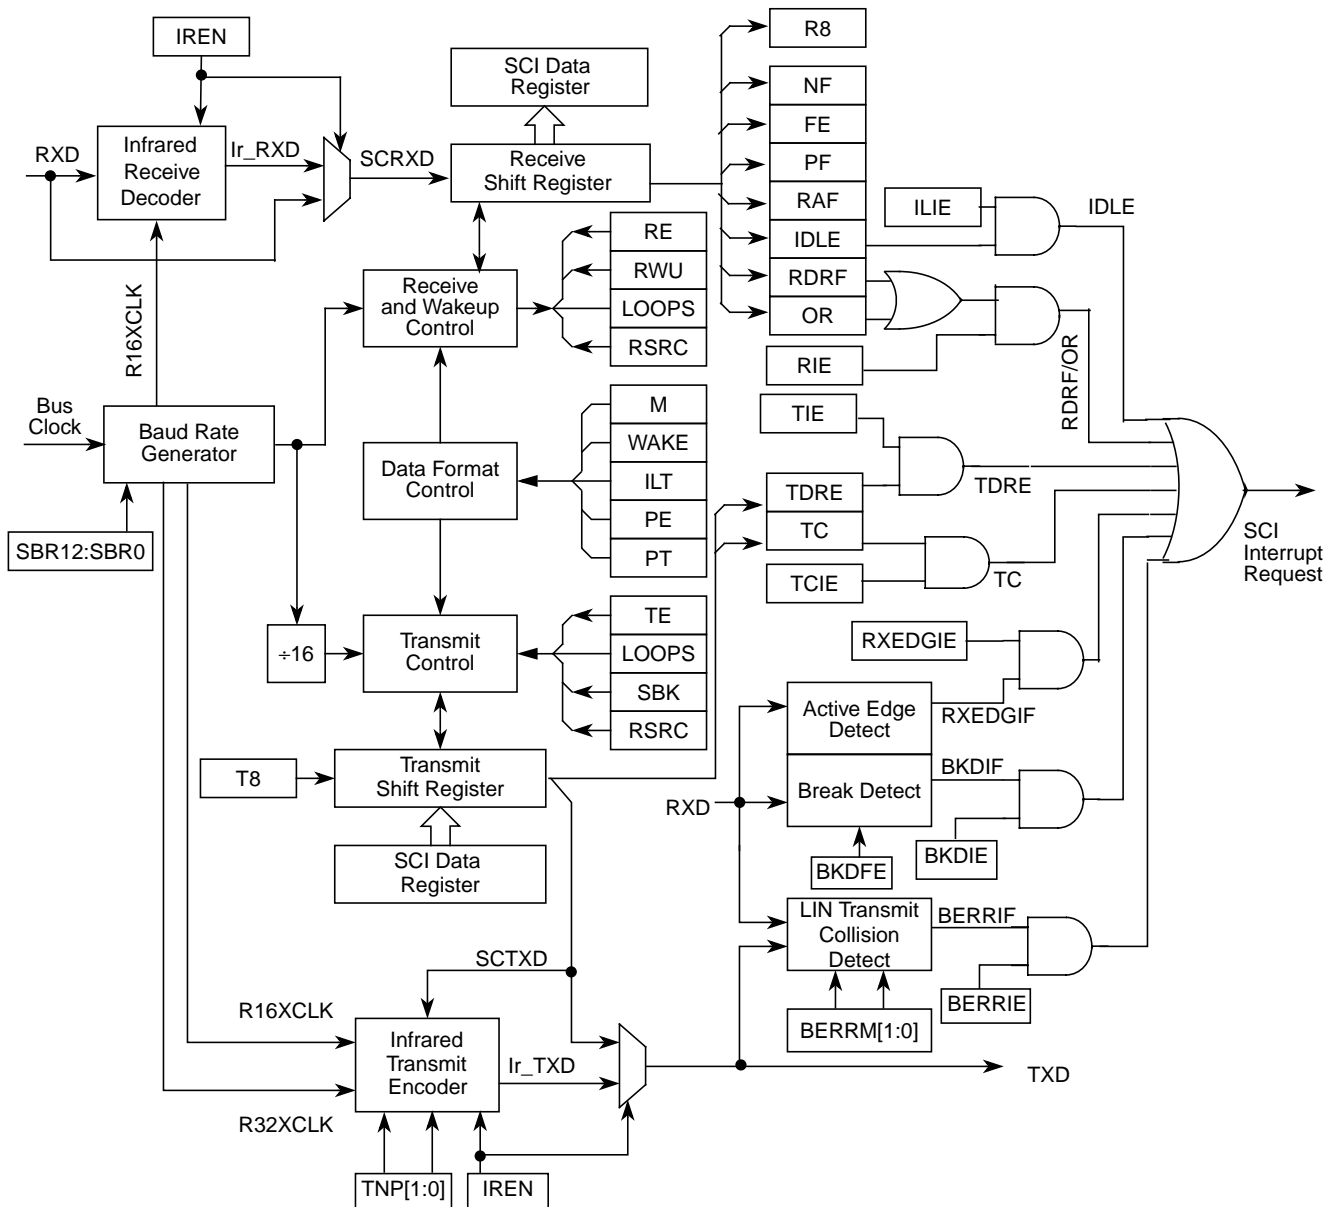 IREN
SCI Data
Register
R8
NF
FE
PF
RAF
IDLE
RDRF
OR
RXD
Infrared
Receive
Decoder
Ir_RXD
SCRXD
Receive
Shift Register
ILIE
IDLE
RE
RWU
LOOPS
RSRC
Receive
and Wakeup
Control
R16XCLK
RIE
RDRF/OR
Bus
Clock
Baud Rate
Generator
M
WAKE
ILT
PE
PT
Data Format
Control
TIE
TDRE
TC
TDRE
TCIE
TC
SCI
Interrupt
Request
SBR12:SBR0
÷16
Transmit
Control
TE
LOOPS
SBK
RSRC
RXEDGIE
Active Edge
Detect
RXEDGIF
T8
Transmit
Shift Register
RXD
Break Detect
BKDIF
BKDIE
BKDFE
SCI Data
Register
LIN Transmit
Collision
Detect
BERRIF
BERRIE
BERRM[1:0]
SCTXD
R16XCLK
Infrared
Transmit
Encoder
Ir_TXD
TXD
R32XCLK
TNP[1:0]
IREN